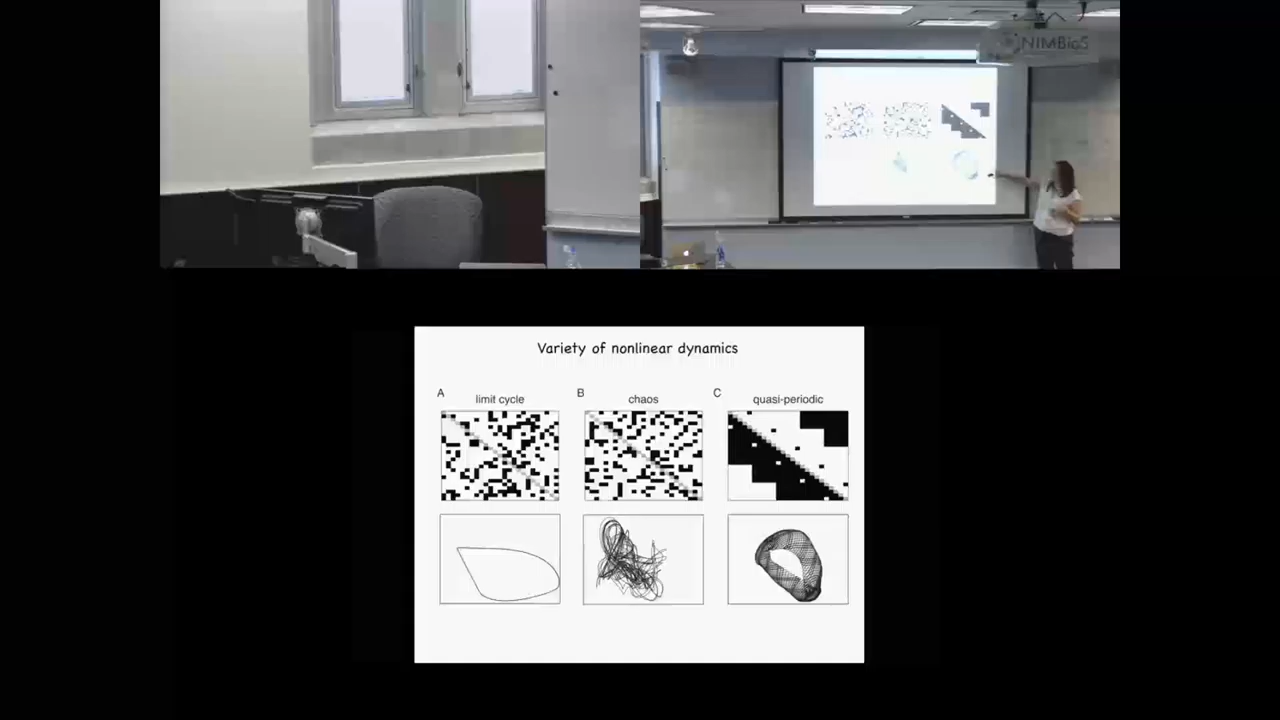 NIMBioS
Variety of nonlinear dynamics
A limit cycle
B chaos
C quasi-periodic